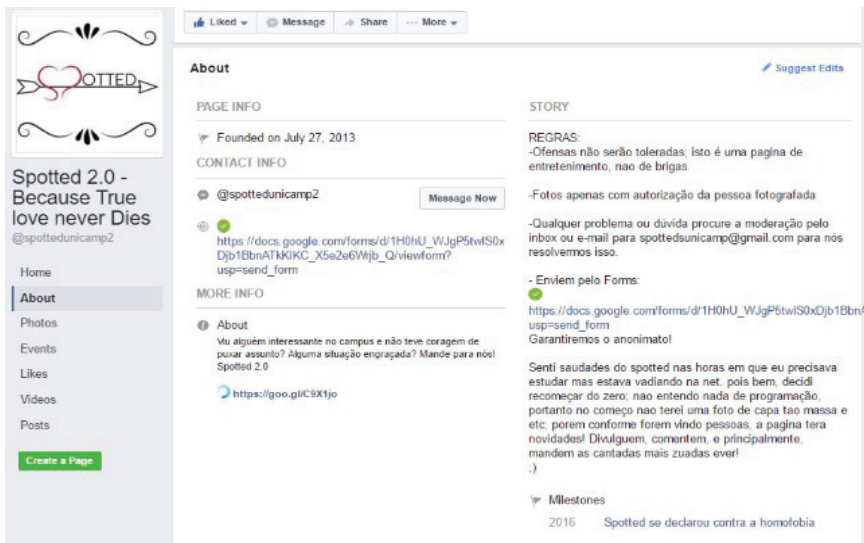 Liked Message Share More
SPOTTED
Spotted 2.0 -
Because True
love never Dies
@spottedunicamp2
Home
About
Photos
Events
Likes
Videos
Posts
Create a Page
About
Suggest Edits
PAGE INFO
Founded on July 27, 2013
CONTACT INFO
@spottedunicamp2
Message Now
https://docs.google.com/forms/d/1H0hU_WJgP5twIS0x
Djb1BbnATkKIKC_X5e2e6Wrjb_Q/viewform?
usp=send_form
MORE INFO
About
Viu alguém interessante no campus e não teve coragem de
puxar assunto? Alguma situação engraçada? Mande para nós!
Spotted 2.0
https://goo.gl/C9X1jo
STORY
REGRAS:
-Ofensas não serão toleradas; isto é uma pagina de
entretenimento, nao de brigas.
-Fotos apenas com autorização da pessoa fotografada
-Qualquer problema ou dúvida procure a moderação pelo
inbox ou e-mail para spottedsunicamp@gmail.com para nós
resolvermos isso.
- Enviem pelo Forms:
https://docs.google.com/forms/d/1H0hU_WJgP5twIS0xDjb1Bbn
usp=send_form
Garantiremos o anonimato!
Senti saudades do spotted nas horas em que eu precisava
estudar mas estava vadiando na net. pois bem, decidi
recomeçar do zero; nao entendo nada de programação,
portanto no começo nao terei uma foto de capa tao massa e
etc; porem conforme forem vindo pessoas, a pagina tera
novidades! Divulguem, comentem, e principalmente,
mandem as cantadas mais zuadas ever!
:)
Milestones
2016 Spotted se declarou contra a homofobia